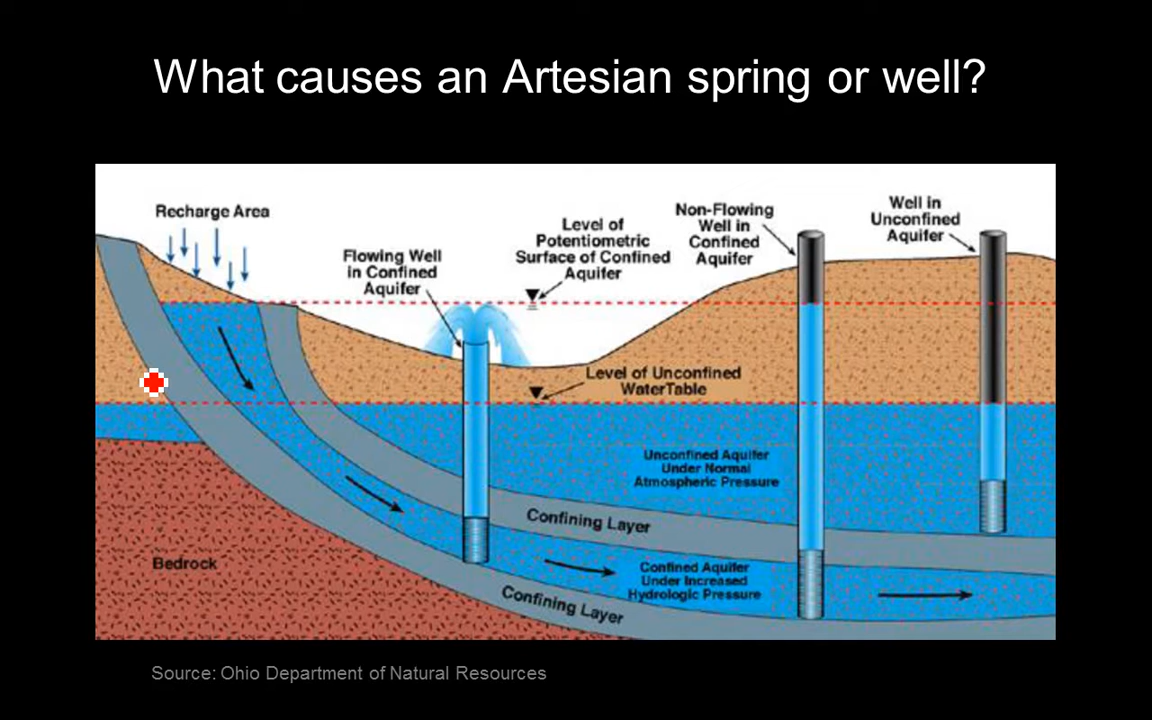 What causes an Artesian spring or well?
Recharge Area
Flowing Well
in Confined
Aquifer
Level of
Potentiometric
Surface of Confined
Aquifer
Non-Flowing
Well in
Confined
Aquifer
Well in
Unconfined
Aquifer
Level of Unconfined
WaterTable
Unconfined Aquifer
Under Normal
Atmospheric Pressure
Confining Layer
Bedrock
Confined Aquifer
Under Increased
Hydrologic Pressure
Confining Layer
Source: Ohio Department of Natural Resources